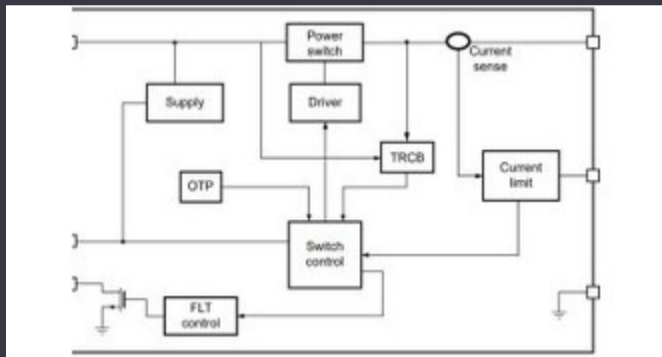 Power
switch
Current
sense
Supply
Driver
TRCB
Current
limit
OTP
Switch
control
FLT
control